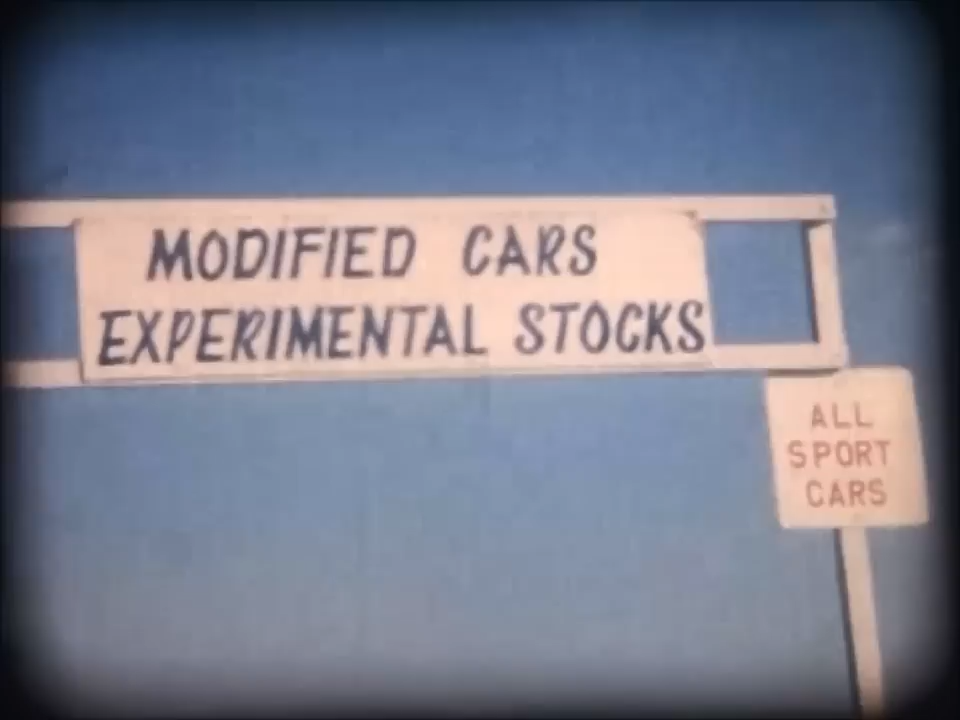 MODIFIED CARS
EXPERIMENTAL STOCKS
ALL
SPORT
CARS